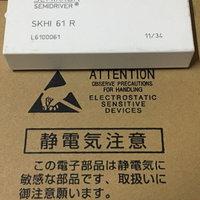 SEMIDRIVER®
SKHI 61 R
L6100061
11/34
ATTENTION
OBSERVE PRECAUTIONS
FOR HANDLING
ELECTROSTATIC
SENSITIVE
DEVICES
静電気注意
この電子部品は静電気に
敏感な部品です、取扱いに
御注意願います。